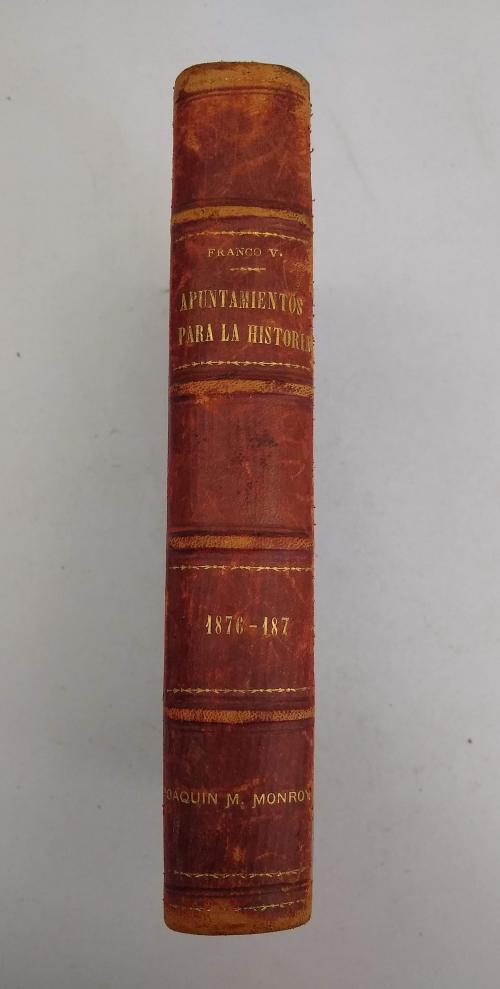 FRANCO V.
APUNTAMIENTOS
PARA LA HISTORIA
1876-187
JOAQUIN M. MONROY